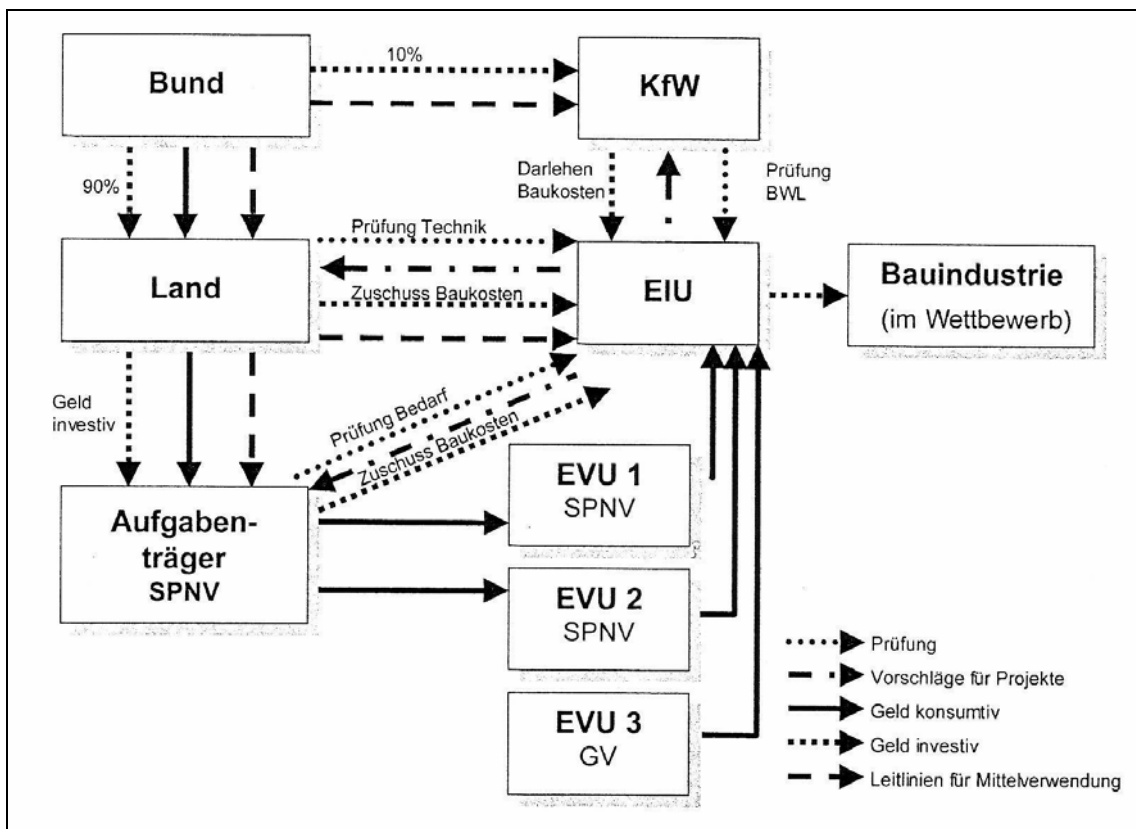 Bund
10%
KfW
90%
Darlehen
Baukosten
Prüfung
BWL
Land
Prüfung Technik
Zuschuss Baukosten
EIU
Bauindustrie
(im Wettbewerb)
Geld
investiv
Prüfung Bedarf
Zuschuss Baukosten
Aufgaben-
träger
SPNV
EVU 1
SPNV
EVU 2
SPNV
EVU 3
GV
Prüfung
Vorschläge für Projekte
Geld konsumtiv
Geld investiv
Leitlinien für Mittelverwendung